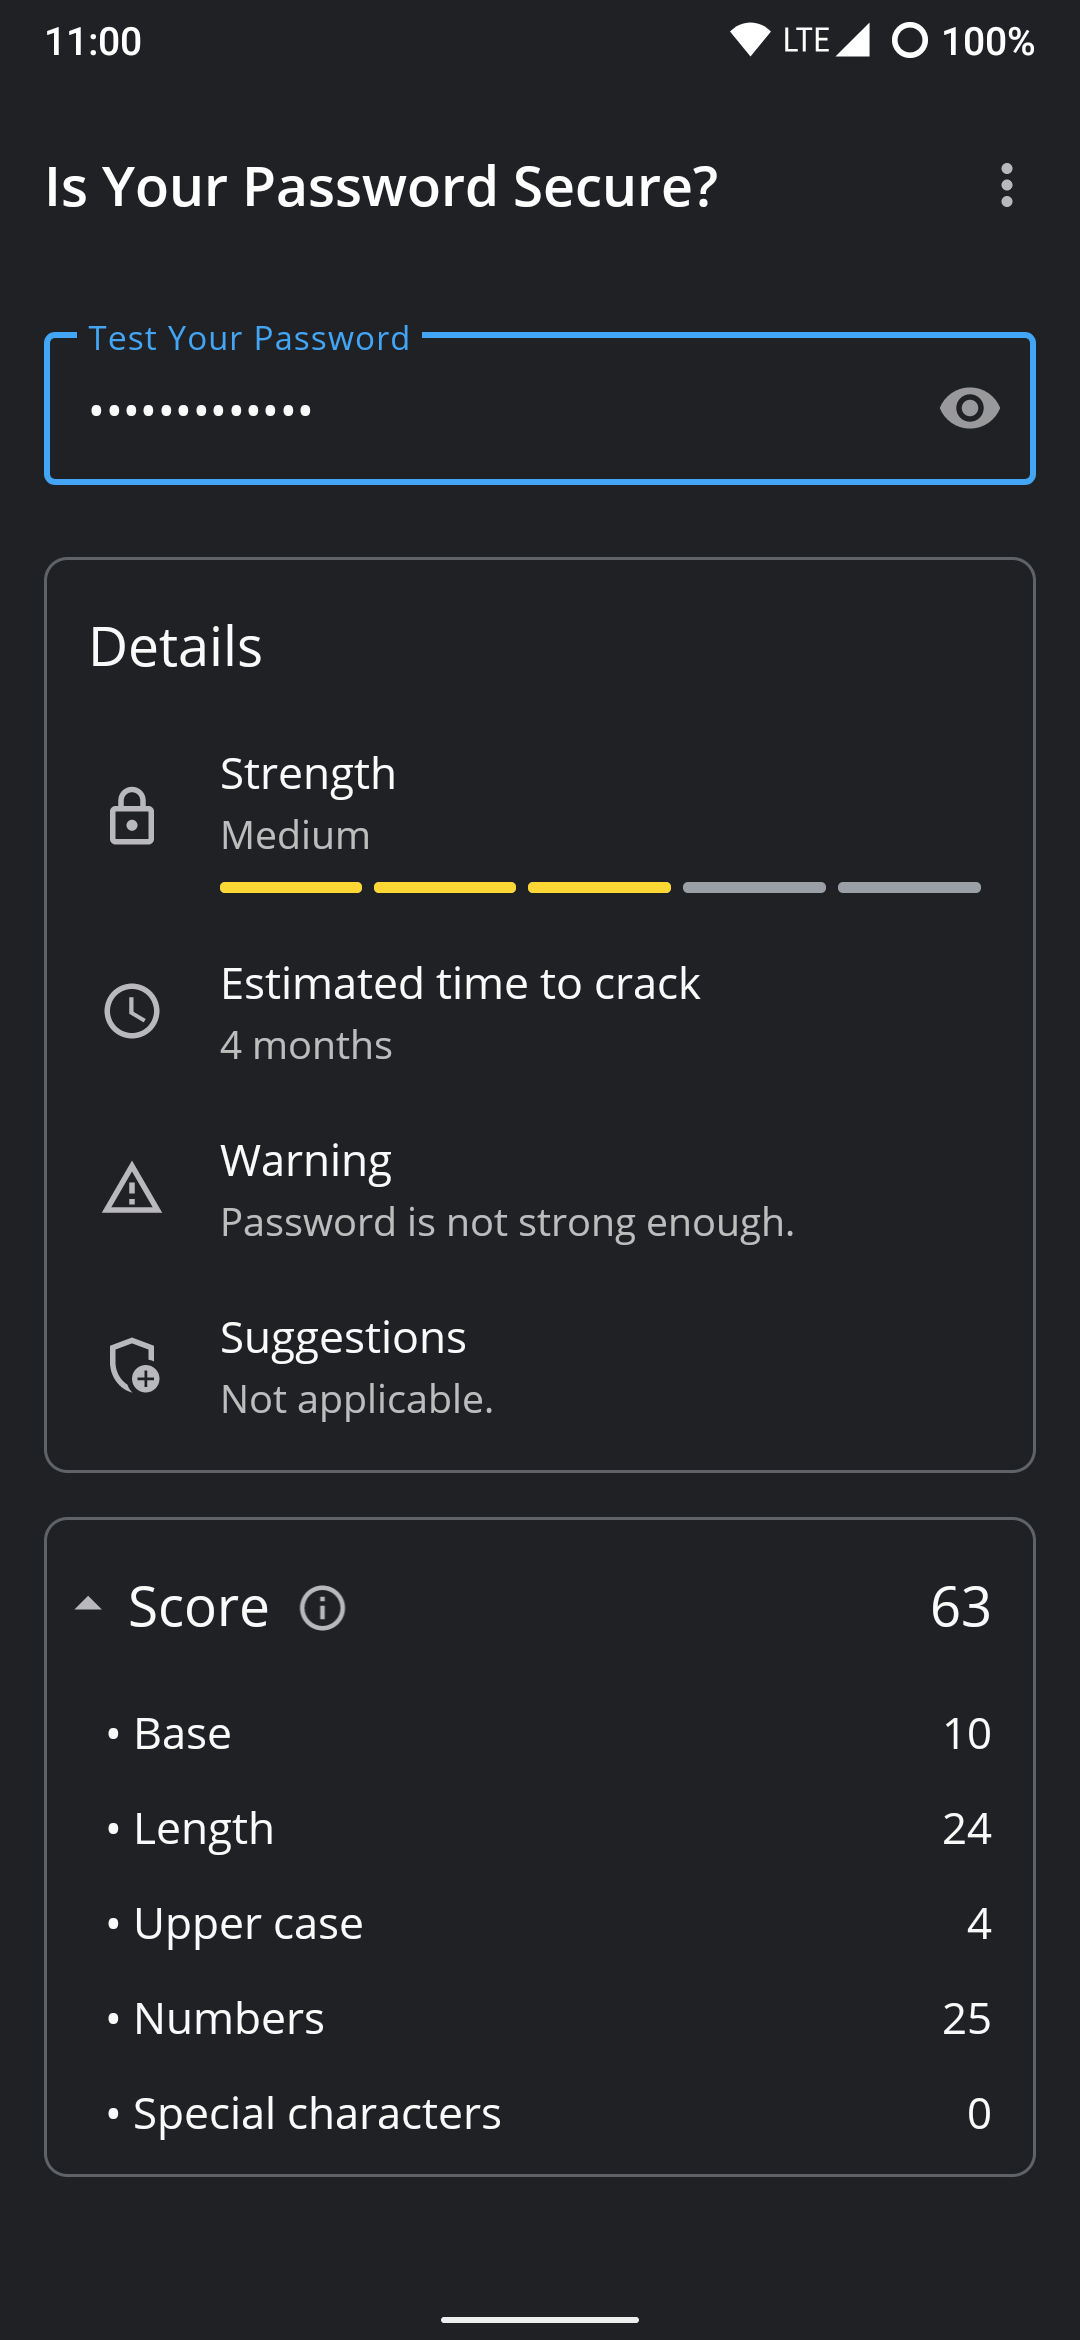 11:00 LTE 100%
Is Your Password Secure?
Test Your Password
•••••••••••••
Details
Strength
Medium
Estimated time to crack
4 months
Warning
Password is not strong enough.
Suggestions
Not applicable.
Score 63
• Base 10
• Length 24
• Upper case 4
• Numbers 25
• Special characters 0